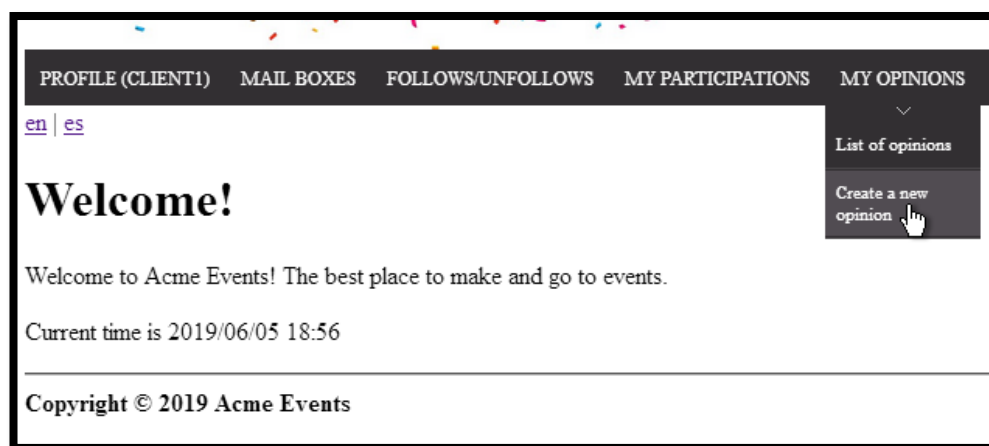 PROFILE (CLIENT1) MAIL BOXES FOLLOWS/UNFOLLOWS MY PARTICIPATIONS MY OPINIONS
en | es
List of opinions
Create a new
opinion
Welcome!
Welcome to Acme Events! The best place to make and go to events.
Current time is 2019/06/05 18:56
Copyright © 2019 Acme Events